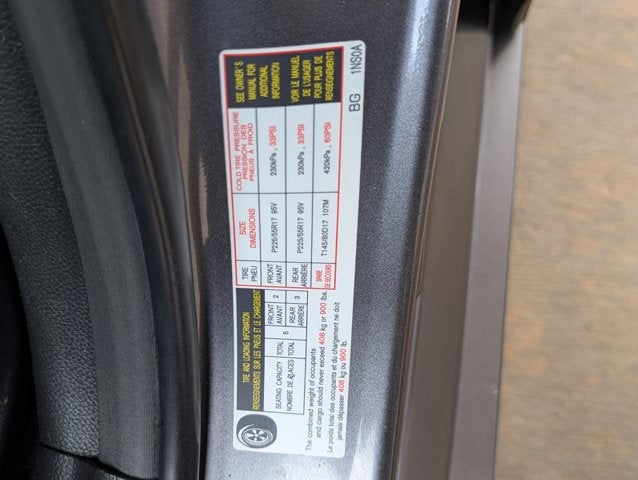 TIRE AND LOADING INFORMATION
RENSEIGNEMENTS SUR LES PNEUS ET LE CHARGEMENT
SEATING CAPACITY TOTAL 5 FRONT AVANT 2
NOMBRE DE PLACES TOTAL REAR ARRIÈRE 3
The combined weight of occupants
and cargo should never exceed 408 kg or 900 lbs.
Le poids total des occupants et du chargement ne doit
jamais dépasser 408 kg ou 900 lb.
TIRE
PNEU
SIZE
DIMENSIONS
COLD TIRE PRESSURE
PRESSION DES
PNEUS À FROID
FRONT
AVANT
P225/55R17 95V
230kPa , 33PSI
REAR
ARRIÈRE
P225/55R17 95V
230kPa , 33PSI
SPARE
DE SECOURS
T145/80D17 107M
420kPa , 60PSI
SEE OWNER'S
MANUAL FOR
ADDITIONAL
INFORMATION
VOIR LE MANUEL
DE L'USAGER
POUR PLUS DE
RENSEIGNEMENTS
BG 1NS0A